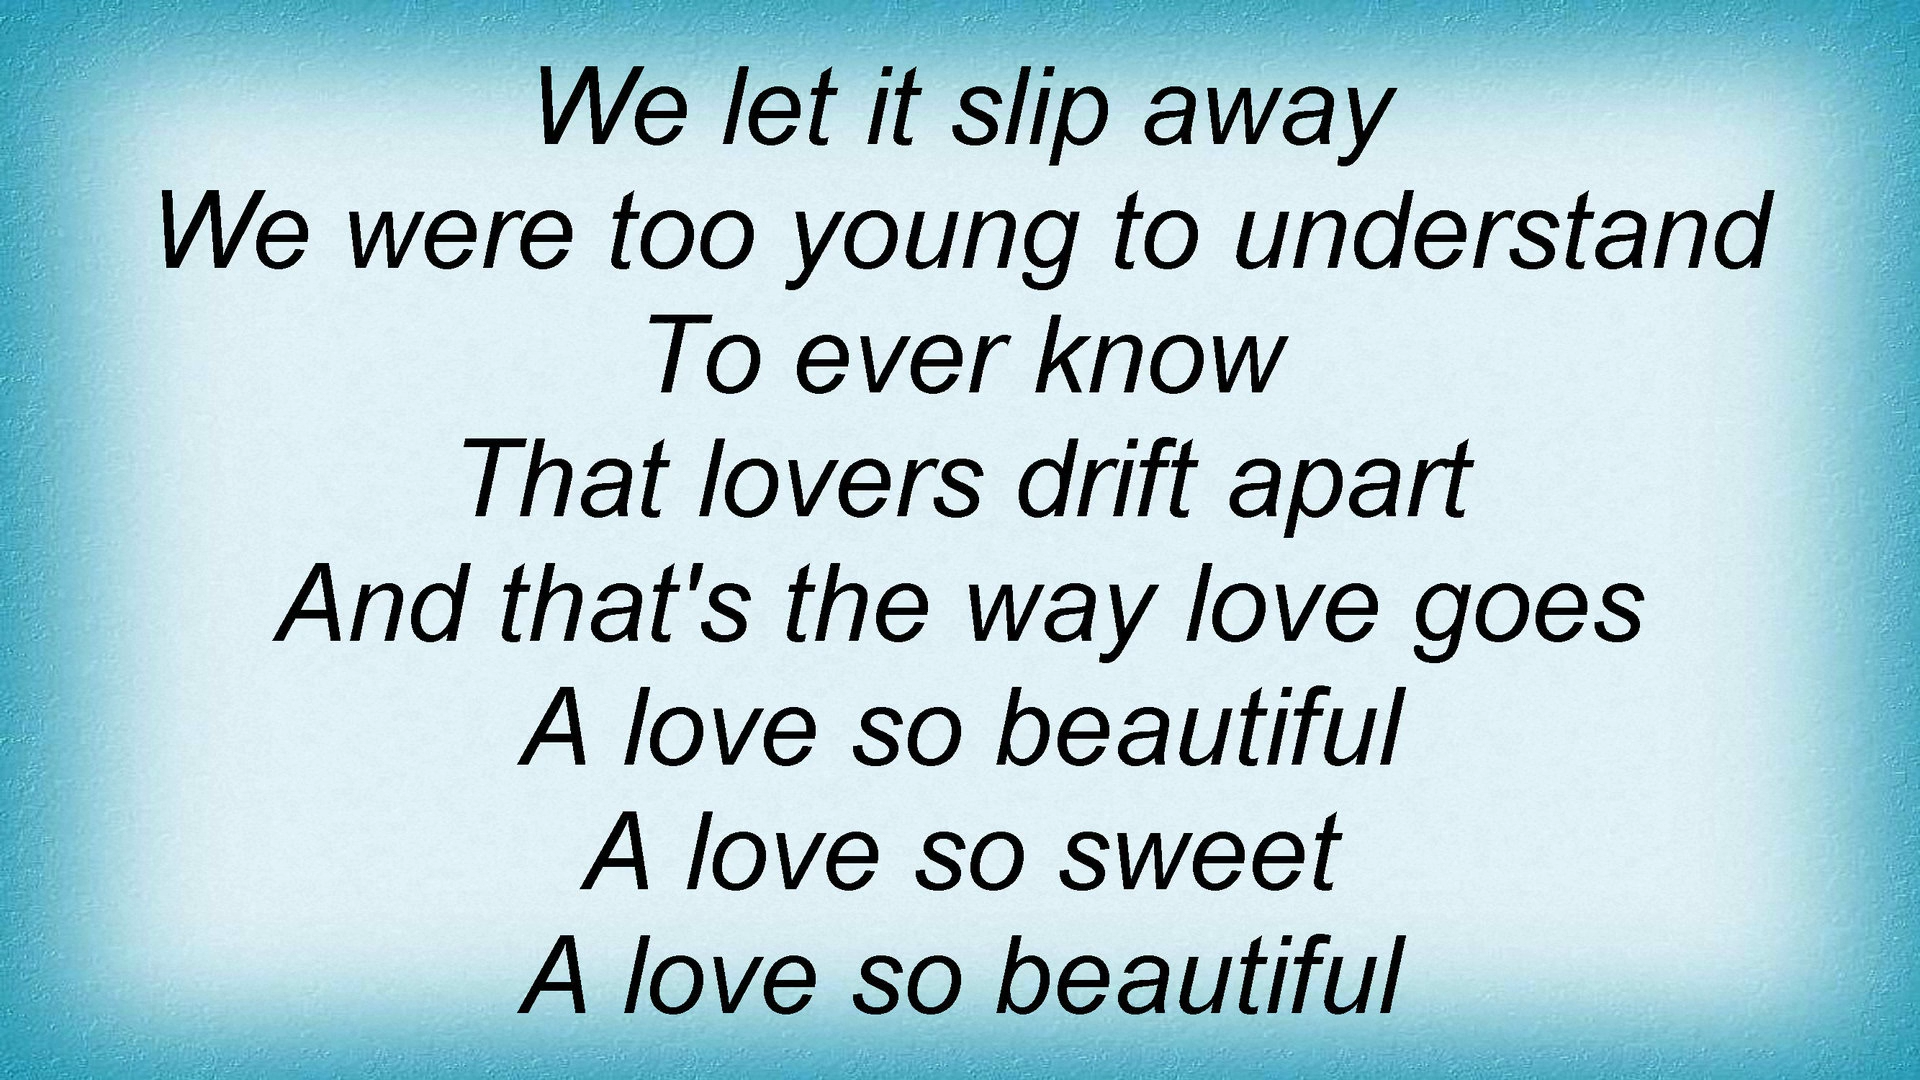 We let it slip away
We were too young to understand
To ever know
That lovers drift apart
And that's the way love goes
A love so beautiful
A love so sweet
A love so beautiful